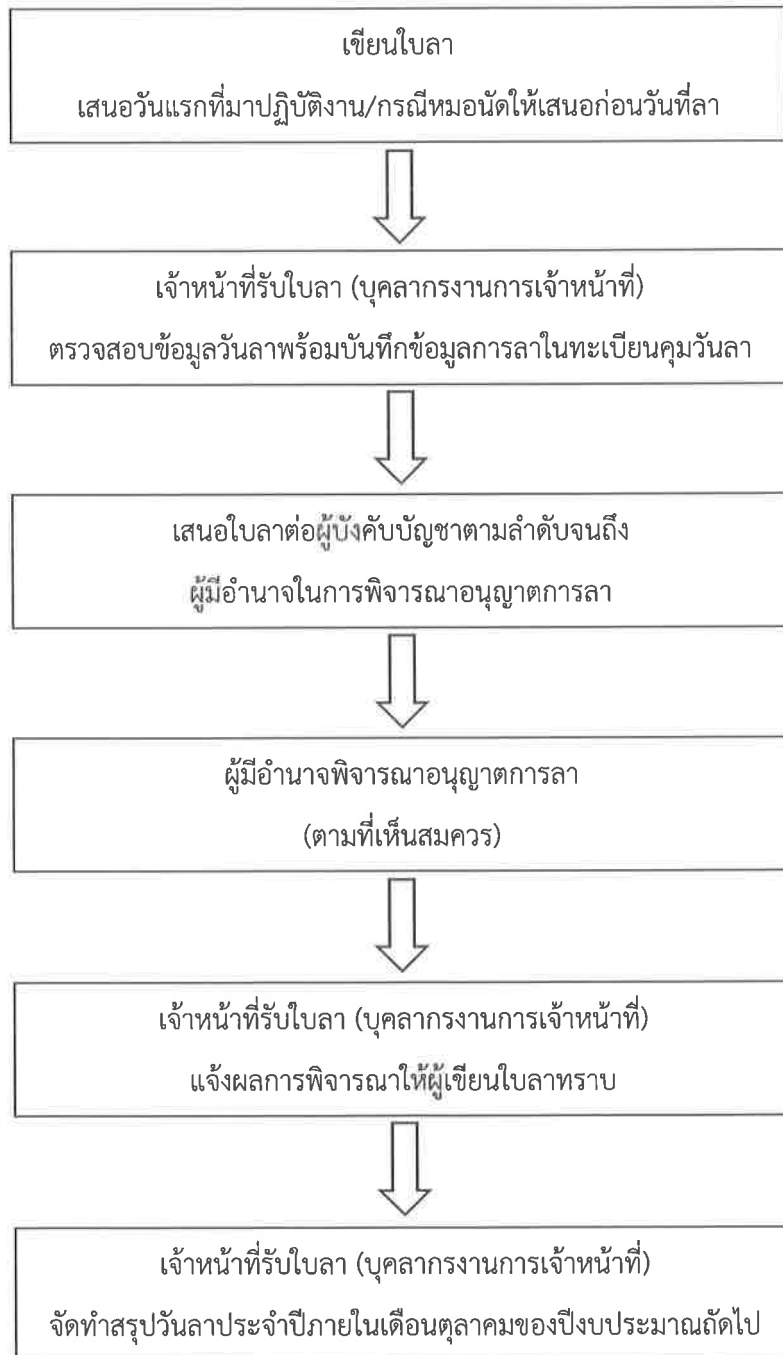 เขียนใบลา
เสนอวันแรกที่มาปฏิบัติงาน/กรณีหมอนัดให้เสนอก่อนวันที่ลา
เจ้าหน้าที่รับใบลา (บุคลากรงานการเจ้าหน้าที่)
ตรวจสอบข้อมูลวันลาพร้อมบันทึกข้อมูลการลาในทะเบียนคุมวันลา
เสนอใบลาต่อผู้บังคับบัญชาตามลำดับจนถึง
ผู้มีอำนาจในการพิจารณาอนุญาตการลา
ผู้มีอำนาจพิจารณาอนุญาตการลา
(ตามที่เห็นสมควร)
เจ้าหน้าที่รับใบลา (บุคลากรงานการเจ้าหน้าที่)
แจ้งผลการพิจารณาให้ผู้เขียนใบลาทราบ
เจ้าหน้าที่รับใบลา (บุคลากรงานการเจ้าหน้าที่)
จัดทำสรุปวันลาประจำปีภายในเดือนตุลาคมของปีงบประมาณถัดไป